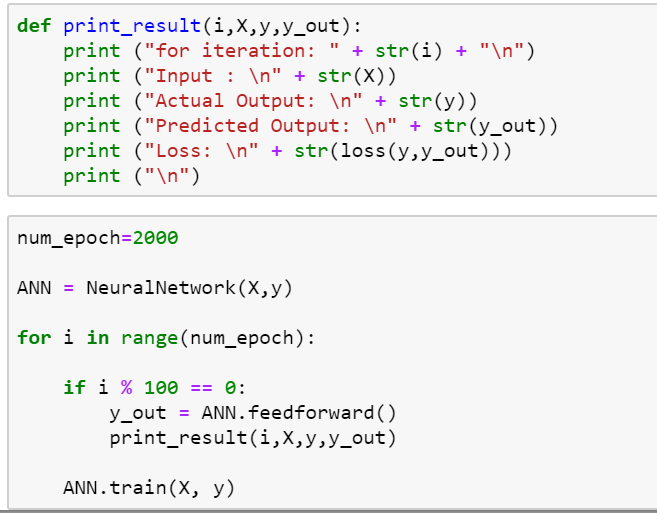 def print_result(i,X,y,y_out):
    print ("for iteration: " + str(i) + "\n")
    print ("Input : \n" + str(X))
    print ("Actual Output: \n" + str(y))
    print ("Predicted Output: \n" + str(y_out))
    print ("Loss: \n" + str(loss(y,y_out)))
    print ("\n")
num_epoch=2000
ANN = NeuralNetwork(X,y)
for i in range(num_epoch):
    if i % 100 == 0:
        y_out = ANN.feedforward()
        print_result(i,X,y,y_out)
    ANN.train(X, y)